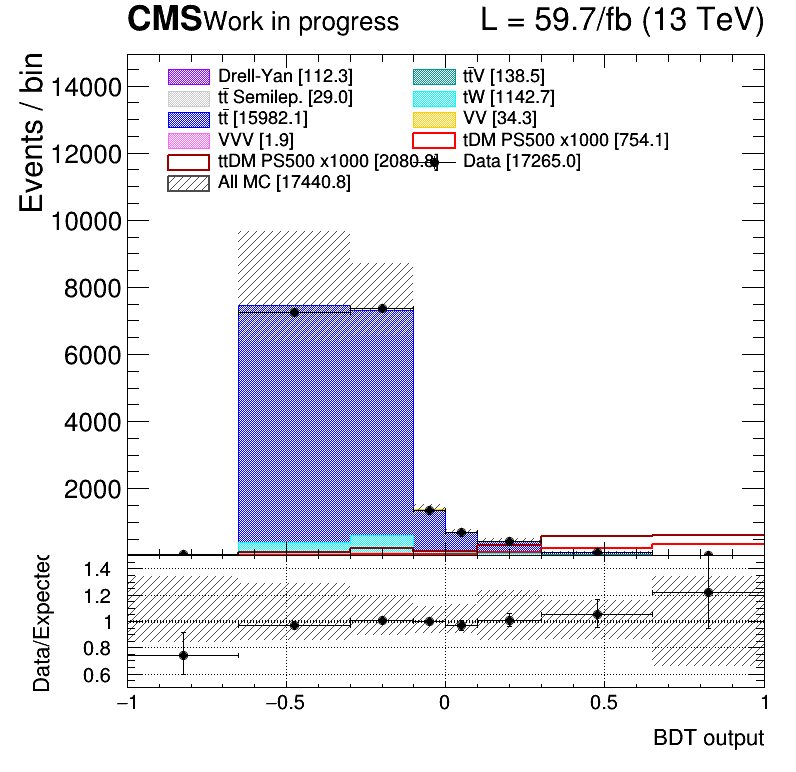 CMS Work in progress L = 59.7/fb (13 TeV)
Events / bin
14000
12000
10000
8000
6000
4000
2000
Drell-Yan [112.3] tt̄V [138.5]
tt̄ Semilep. [29.0] tW [1142.7]
tt̄ [15982.1] VV [34.3]
VVV [1.9] tDM PS500 x1000 [754.1]
ttDM PS500 x1000 [2080.8] Data [17265.0]
All MC [17440.8]
Data/Expected
1.4
1.2
1
0.8
0.6
−1 −0.5 0 0.5 1
BDT output